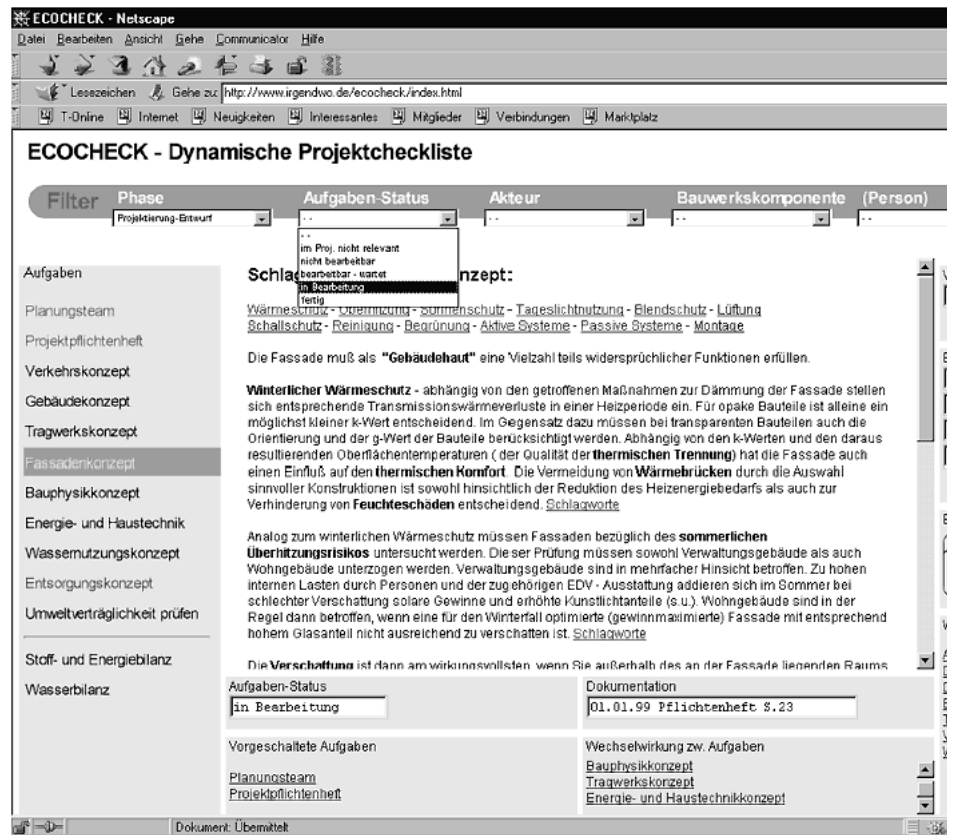 ECOCHECK - Netscape
Datei Bearbeiten Ansicht Gehe Communicator Hilfe
Lesezeichen Gehe zu: http://www.irgendwo.de/ecocheck/index.html
T-Online Internet Neuigkeiten Interessantes Mitglieder Verbindungen Marktplatz
ECOCHECK - Dynamische Projektcheckliste
Filter Phase Aufgaben-Status Akteur Bauwerkskomponente (Person)
Projektierung-Entwurf -- -- -- --
--
im Proj. nicht relevant
nicht bearbeitbar
bearbeitbar - wartet
in Bearbeitung
fertig
Aufgaben
Planungsteam
Projektpflichtenheft
Verkehrskonzept
Gebäudekonzept
Tragwerkskonzept
Fassadenkonzept
Bauphysikkonzept
Energie- und Haustechnik
Wassernutzungskonzept
Entsorgungskonzept
Umweltverträglichkeit prüfen
Stoff- und Energiebilanz
Wasserbilanz
Schlag nzept:
Wärmeschutz - Überhitzung - Sonnenschutz - Tageslichtnutzung - Blendschutz - Lüftung
Schallschutz - Reinigung - Begrünung - Aktive Systeme - Passive Systeme - Montage
Die Fassade muß als "Gebäudehaut" eine Vielzahl teils widersprüchlicher Funktionen erfüllen.
Winterlicher Wärmeschutz - abhängig von den getroffenen Maßnahmen zur Dämmung der Fassade stellen
sich entsprechende Transmissionswärmeverluste in einer Heizperiode ein. Für opake Bauteile ist alleine ein
möglichst kleiner k-Wert entscheidend. Im Gegensatz dazu müssen bei transparenten Bauteilen auch die
Orientierung und der g-Wert der Bauteile berücksichtigt werden. Abhängig von den k-Werten und den daraus
resultierenden Oberflächentemperaturen ( der Qualität der thermischen Trennung) hat die Fassade auch
einen Einfluß auf den thermischen Komfort. Die Vermeidung von Wärmebrücken durch die Auswahl
sinnvoller Konstruktionen ist sowohl hinsichtlich der Reduktion des Heizenergiebedarfs als auch zur
Verhinderung von Feuchteschäden entscheidend. Schlagworte
Analog zum winterlichen Wärmeschutz müssen Fassaden bezüglich des sommerlichen
Überhitzungsrisikos untersucht werden. Dieser Prüfung müssen sowohl Verwaltungsgebäude als auch
Wohngebäude unterzogen werden. Verwaltungsgebäude sind in mehrfacher Hinsicht betroffen. Zu hohen
internen Lasten durch Personen und der zugehörigen EDV - Ausstattung addieren sich im Sommer bei
schlechter Verschattung solare Gewinne und erhöhte Kunstlichtanteile (s.u.). Wohngebäude sind in der
Regel dann betroffen, wenn eine für den Winterfall optimierte (gewinnmaximierte) Fassade mit entsprechend
hohem Glasanteil nicht ausreichend zu verschatten ist. Schlagworte
Die Verschattung ist dann am wirkungsvollsten, wenn Sie außerhalb des an der Fassade liegenden Raums
Aufgaben-Status
in Bearbeitung
Dokumentation
01.01.99 Pflichtenheft S.23
Vorgeschaltete Aufgaben
Planungsteam
Projektpflichtenheft
Wechselwirkung zw. Aufgaben
Bauphysikkonzept
Tragwerkskonzept
Energie- und Haustechnikkonzept
Dokument: Übermittelt